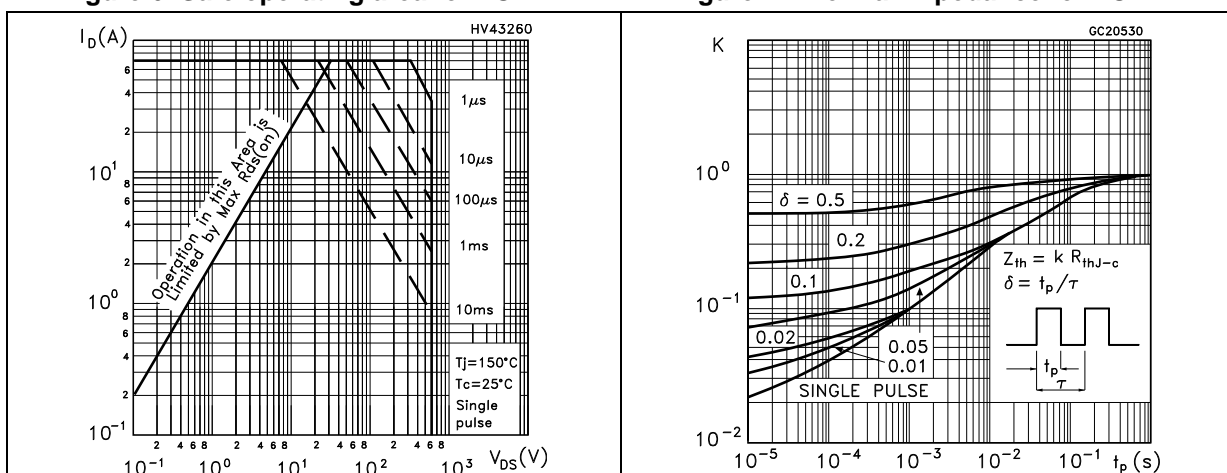 I_D(A)
HV43260
6
4
2
10^1
8
6
4
2
10^0
8
6
4
2
10^-1
Operation in this Area is
Limited by Max Rds(on)
1μs
10μs
100μs
1ms
10ms
Tj=150°C
Tc=25°C
Single
pulse
2 4 6 8 2 4 6 8 2 4 6 8 2 4 6 8
10^-1 10^0 10^1 10^2 10^3 V_DS(V)
K
GC20530
10^0
δ = 0.5
0.2
0.1
10^-1
0.02
0.05
0.01
SINGLE PULSE
Z_th = k R_thJ-c
δ = t_p/τ
t_p
τ
10^-2
10^-5 10^-4 10^-3 10^-2 10^-1 t_p(s)